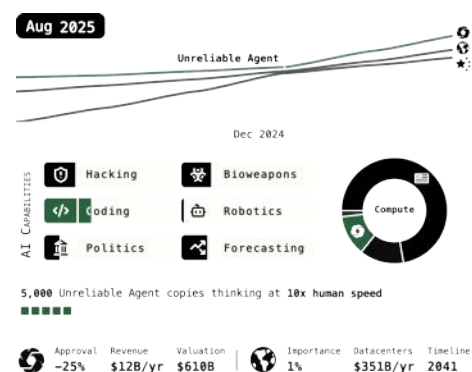 Aug 2025
Unreliable Agent
Dec 2024
AI CAPABILITIES
Hacking
Bioweapons
Coding
Robotics
Politics
Forecasting
Compute
5,000 Unreliable Agent copies thinking at 10x human speed
Approval Revenue Valuation Importance Datacenters Timeline
-25% $12B/yr $610B 1% $351B/yr 2041